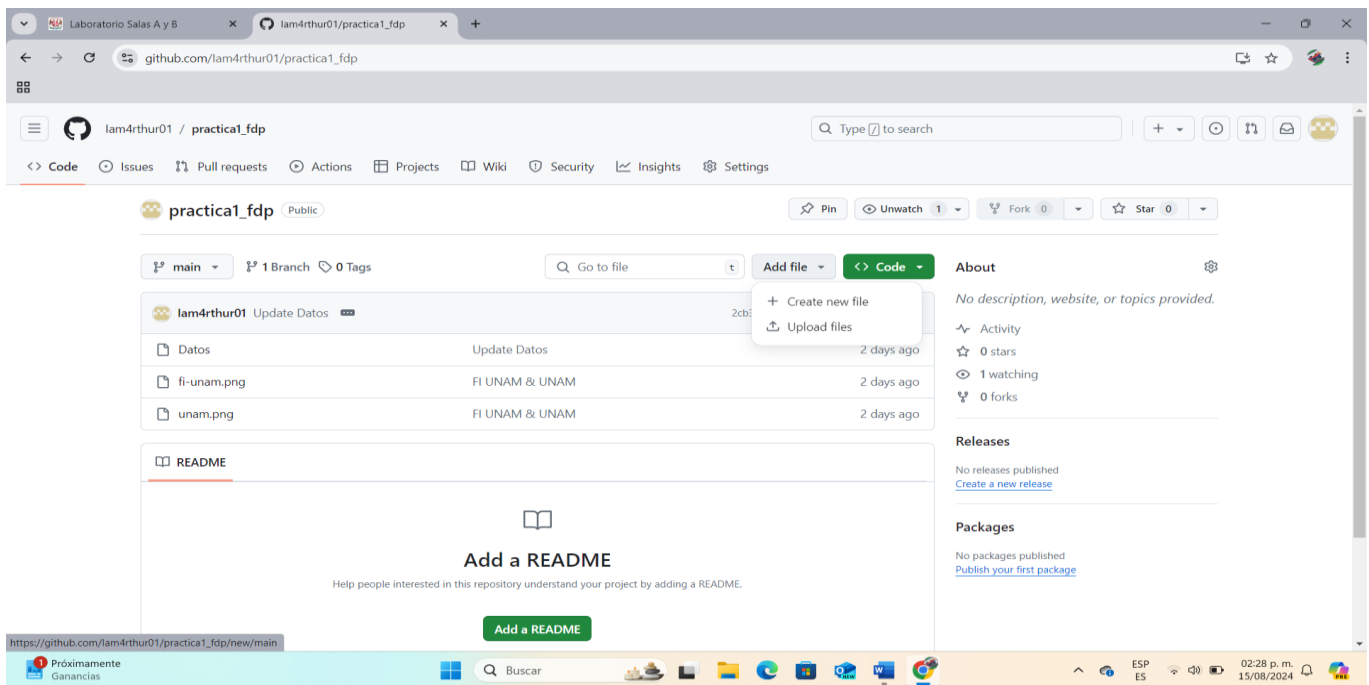 Laboratorio Salas A y B
Iam4rthur01/practica1_fdp
github.com/Iam4rthur01/practica1_fdp
Iam4rthur01 / practica1_fdp
Type / to search
Code Issues Pull requests Actions Projects Wiki Security Insights Settings
practica1_fdp Public
Pin Unwatch 1 Fork 0 Star 0
main 1 Branch 0 Tags
Go to file t
Add file
Code
Create new file
Upload files
Iam4rthur01 Update Datos
Datos Update Datos 2 days ago
fi-unam.png FI UNAM & UNAM 2 days ago
unam.png FI UNAM & UNAM 2 days ago
README
Add a README
Help people interested in this repository understand your project by adding a README.
Add a README
About
No description, website, or topics provided.
Activity
0 stars
1 watching
0 forks
Releases
No releases published
Create a new release
Packages
No packages published
Publish your first package
https://github.com/Iam4rthur01/practica1_fdp/new/main
1
Próximamente
Ganancias
Buscar
ESP
ES
02:28 p. m.
15/08/2024